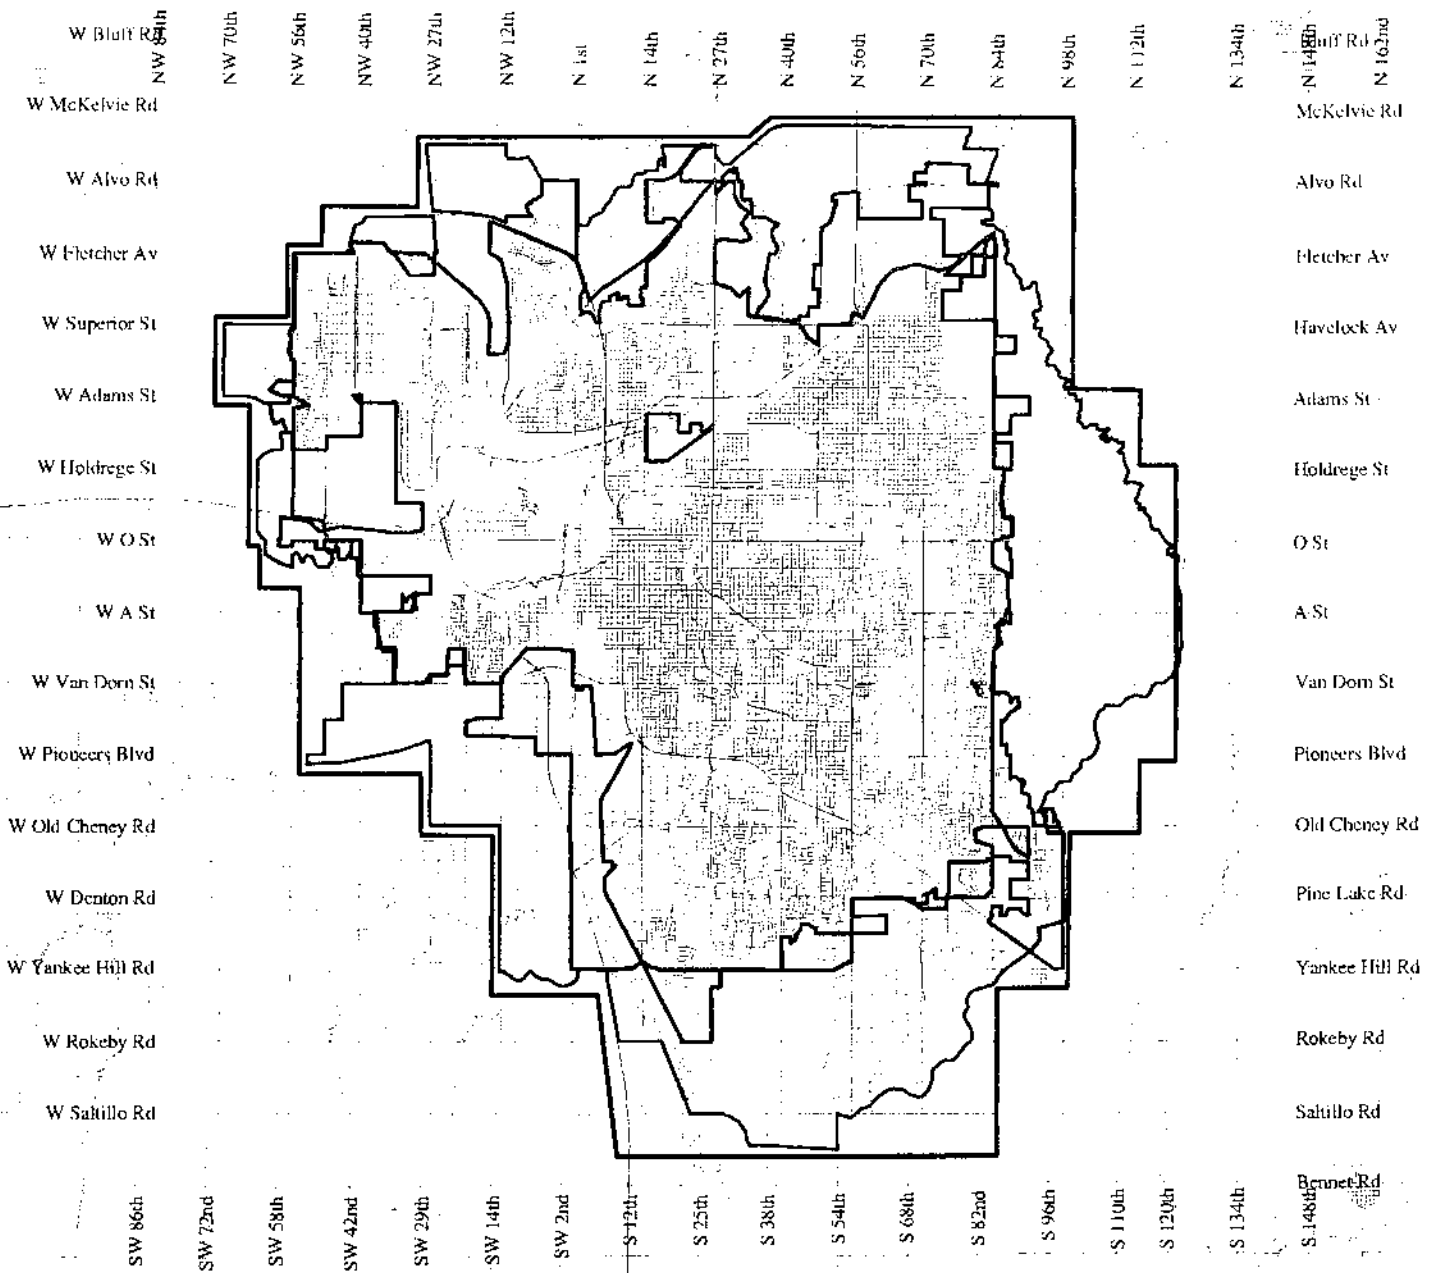 NW 84th
NW 70th
NW 56th
NW 40th
NW 27th
NW 12th
N 1st
N 14th
N 27th
N 40th
N 56th
N 70th
N 84th
N 98th
N 112th
N 134th
N 148th
N 162nd
W Bluff Rd
Bluff Rd
W McKelvie Rd
McKelvie Rd
W Alvo Rd
Alvo Rd
W Fletcher Av
Fletcher Av
W Superior St
Havelock Av
W Adams St
Adams St
W Holdrege St
Holdrege St
W O St
O St
W A St
A St
W Van Dorn St
Van Dorn St
W Pioneers Blvd
Pioneers Blvd
W Old Cheney Rd
Old Cheney Rd
W Denton Rd
Pine Lake Rd
W Yankee Hill Rd
Yankee Hill Rd
W Rokeby Rd
Rokeby Rd
W Saltillo Rd
Saltillo Rd
Bennet Rd
SW 86th
SW 72nd
SW 58th
SW 42nd
SW 29th
SW 14th
SW 2nd
S 12th
S 25th
S 38th
S 54th
S 68th
S 82nd
S 96th
S 110th
S 120th
S 134th
S 148th